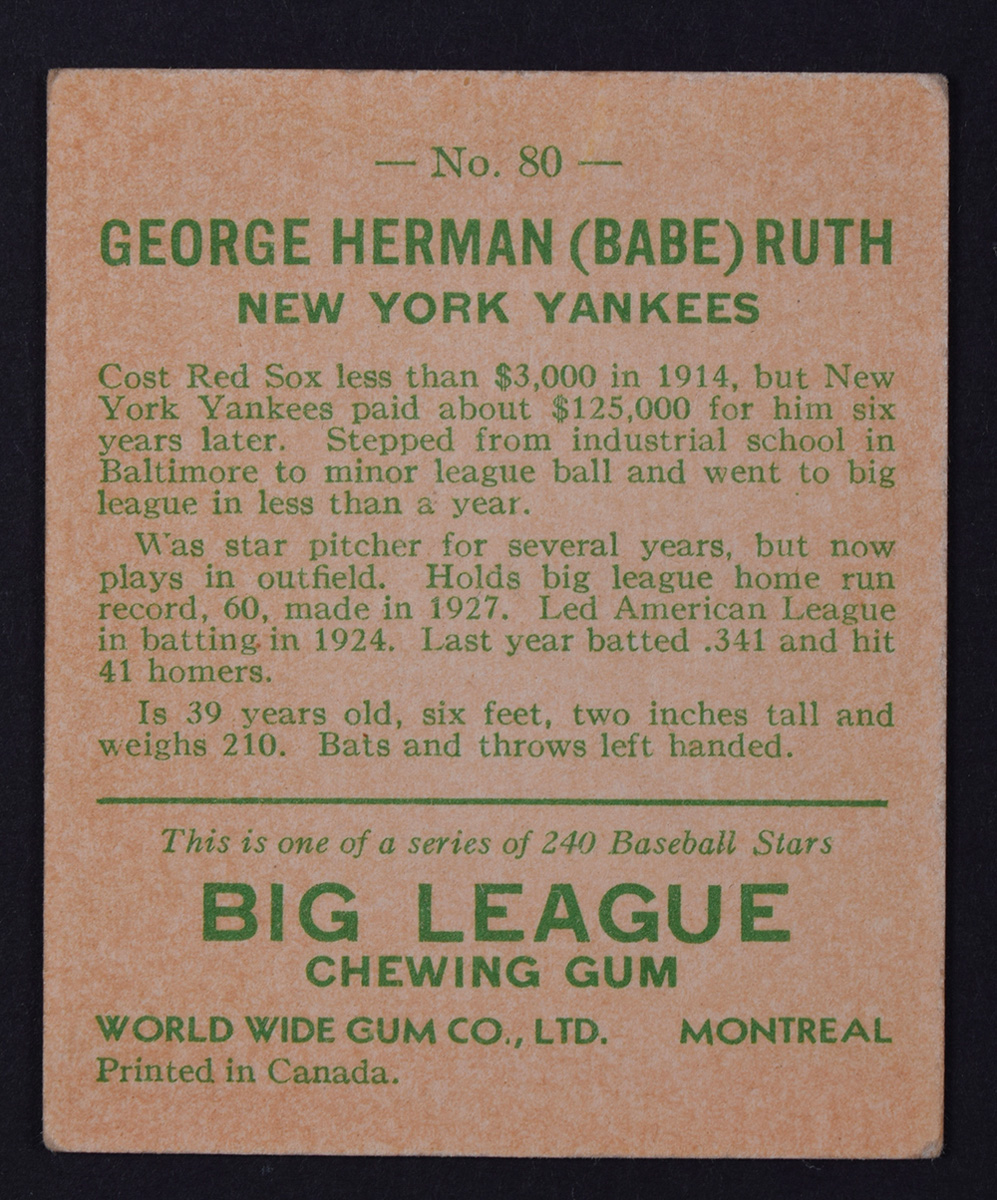 — No. 80 —
GEORGE HERMAN (BABE) RUTH
NEW YORK YANKEES
Cost Red Sox less than $3,000 in 1914, but New
York Yankees paid about $125,000 for him six
years later. Stepped from industrial school in
Baltimore to minor league ball and went to big
league in less than a year.
Was star pitcher for several years, but now
plays in outfield. Holds big league home run
record, 60, made in 1927. Led American League
in batting in 1924. Last year batted .341 and hit
41 homers.
Is 39 years old, six feet, two inches tall and
weighs 210. Bats and throws left handed.
This is one of a series of 240 Baseball Stars
BIG LEAGUE
CHEWING GUM
WORLD WIDE GUM CO., LTD. MONTREAL
Printed in Canada.